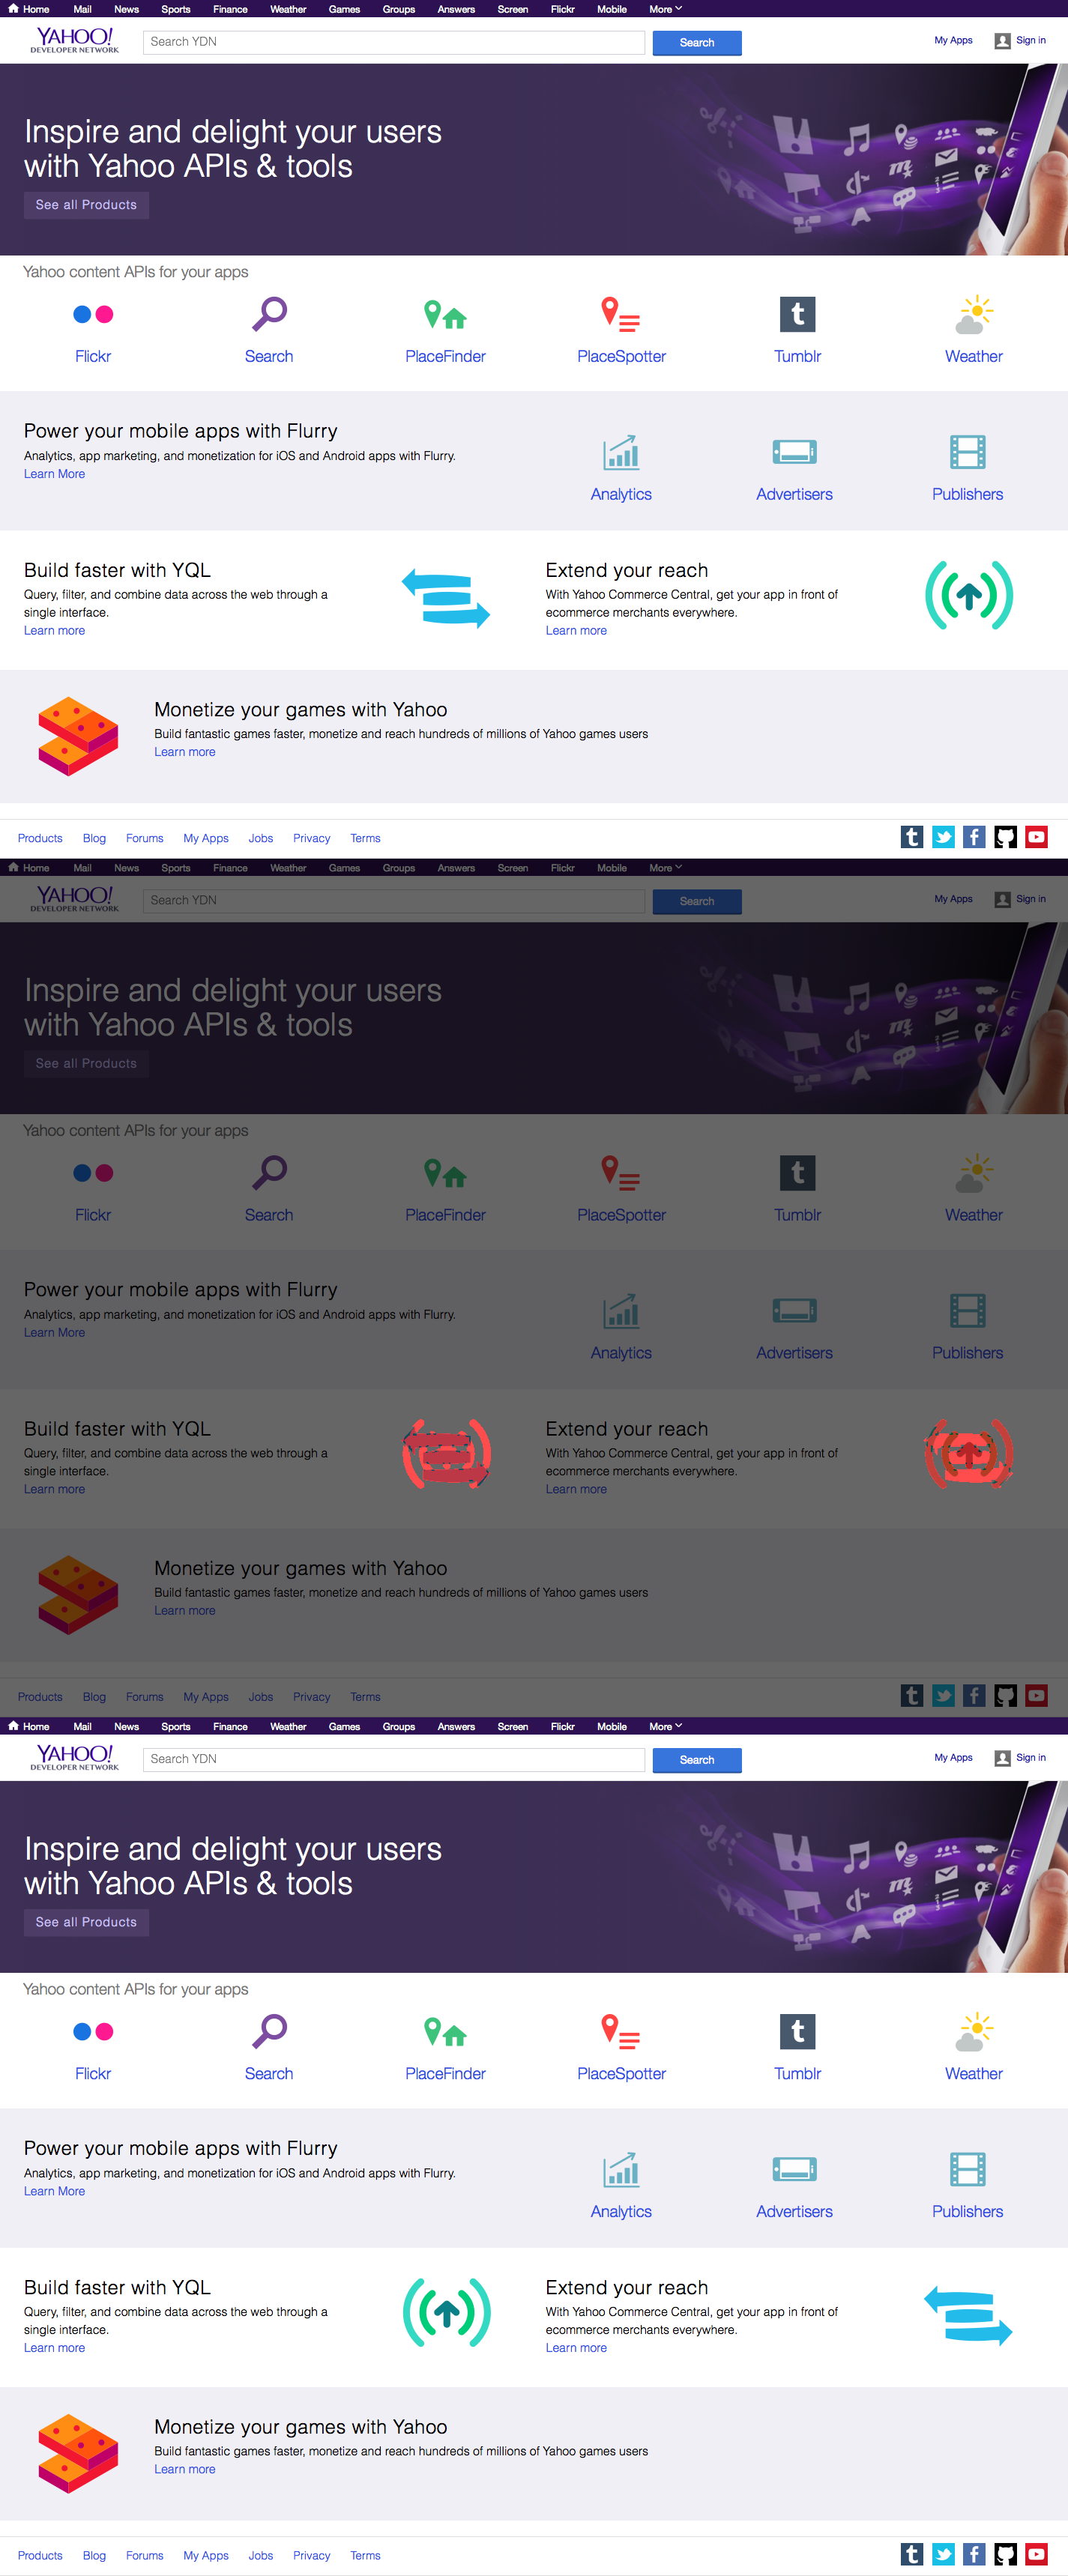 Home Mail News Sports Finance Weather Games Groups Answers Screen Flickr Mobile More
YAHOO! Search YDN Search My Apps Sign in
DEVELOPER NETWORK
Inspire and delight your users
with Yahoo APIs & tools
See all Products
Yahoo content APIs for your apps
Flickr Search PlaceFinder PlaceSpotter Tumblr Weather
Power your mobile apps with Flurry
Analytics, app marketing, and monetization for iOS and Android apps with Flurry.
Learn More
Analytics Advertisers Publishers
Build faster with YQL
Query, filter, and combine data across the web through a
single interface.
Learn more
Extend your reach
With Yahoo Commerce Central, get your app in front of
ecommerce merchants everywhere.
Learn more
Monetize your games with Yahoo
Build fantastic games faster, monetize and reach hundreds of millions of Yahoo games users
Learn more
Products Blog Forums My Apps Jobs Privacy Terms
Home Mail News Sports Finance Weather Games Groups Answers Screen Flickr Mobile More
YAHOO! Search YDN Search My Apps Sign in
DEVELOPER NETWORK
Inspire and delight your users
with Yahoo APIs & tools
See all Products
Yahoo content APIs for your apps
Flickr Search PlaceFinder PlaceSpotter Tumblr Weather
Power your mobile apps with Flurry
Analytics, app marketing, and monetization for iOS and Android apps with Flurry.
Learn More
Analytics Advertisers Publishers
Build faster with YQL
Query, filter, and combine data across the web through a
single interface.
Learn more
Extend your reach
With Yahoo Commerce Central, get your app in front of
ecommerce merchants everywhere.
Learn more
Monetize your games with Yahoo
Build fantastic games faster, monetize and reach hundreds of millions of Yahoo games users
Learn more
Products Blog Forums My Apps Jobs Privacy Terms
Home Mail News Sports Finance Weather Games Groups Answers Screen Flickr Mobile More
YAHOO! Search YDN Search My Apps Sign in
DEVELOPER NETWORK
Inspire and delight your users
with Yahoo APIs & tools
See all Products
Yahoo content APIs for your apps
Flickr Search PlaceFinder PlaceSpotter Tumblr Weather
Power your mobile apps with Flurry
Analytics, app marketing, and monetization for iOS and Android apps with Flurry.
Learn More
Analytics Advertisers Publishers
Build faster with YQL
Query, filter, and combine data across the web through a
single interface.
Learn more
Extend your reach
With Yahoo Commerce Central, get your app in front of
ecommerce merchants everywhere.
Learn more
Monetize your games with Yahoo
Build fantastic games faster, monetize and reach hundreds of millions of Yahoo games users
Learn more
Products Blog Forums My Apps Jobs Privacy Terms